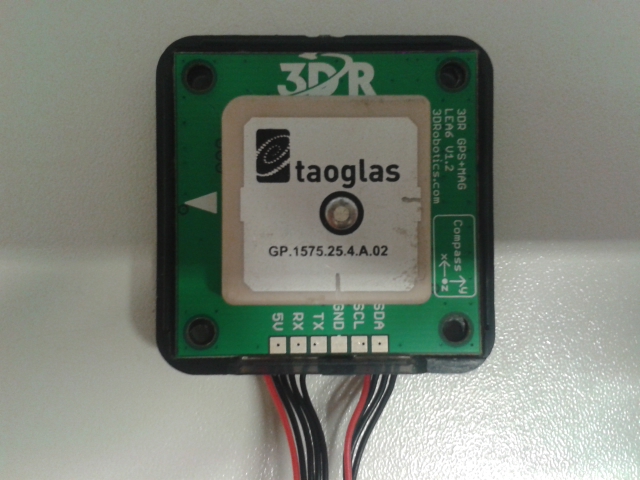 3DR
taoglas
GP.1575.25.4.A.02
3DR GPS+MAG
LEA6 V1.2
3DRobotics.com
Compass
X
Y
Z
5V
RX
TX
GND
SCL
SDA